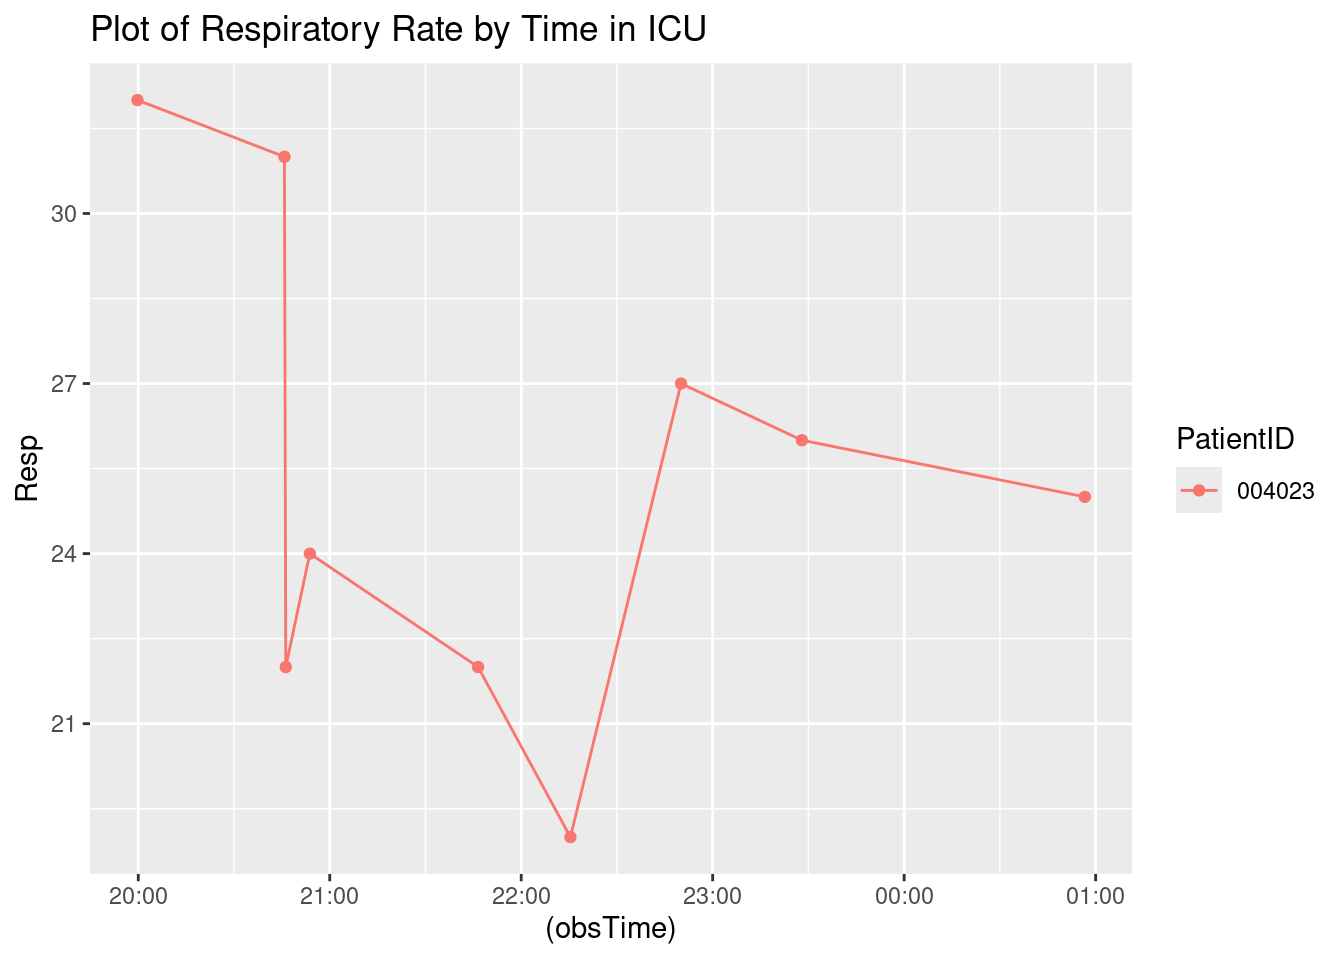 Plot of Respiratory Rate by Time in ICU
Resp
30
27
24
21
20:00 21:00 22:00 23:00 00:00 01:00
(obsTime)
PatientID
004023